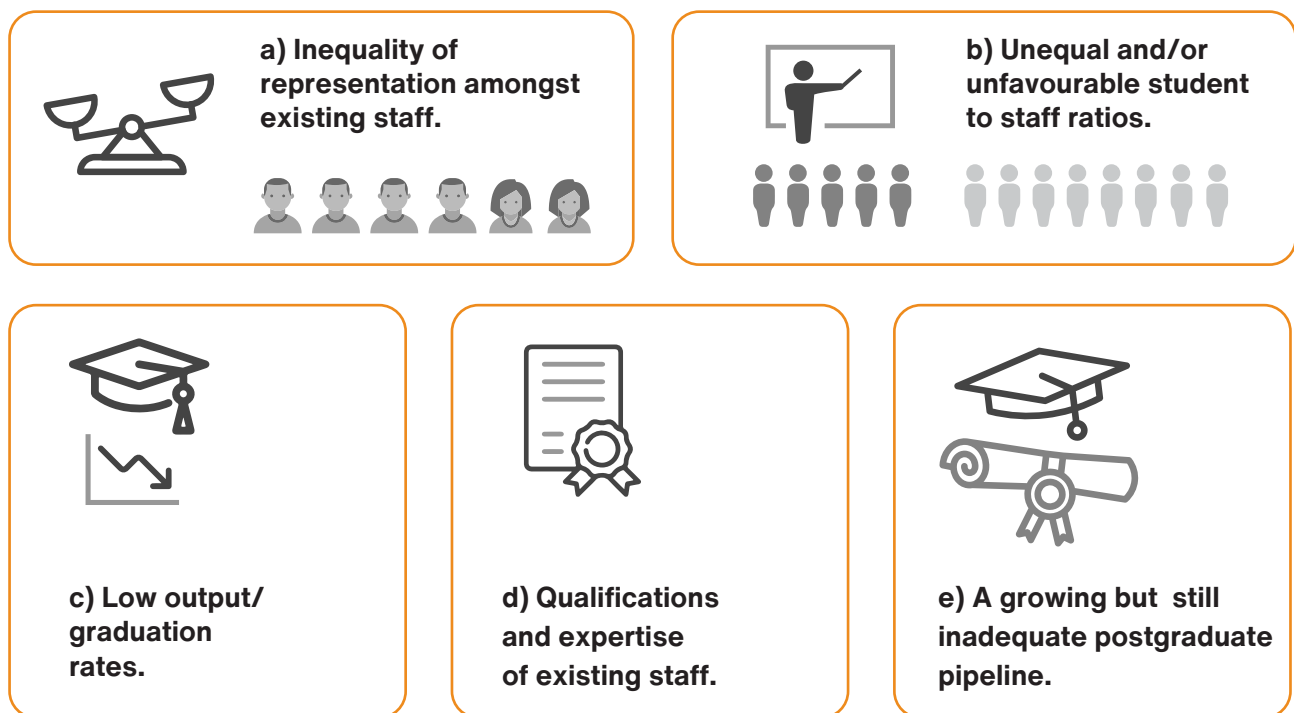 a) Inequality of
representation amongst
existing staff.
b) Unequal and/or
unfavourable student
to staff ratios.
c) Low output/
graduation
rates.
d) Qualifications
and expertise
of existing staff.
e) A growing but still
inadequate postgraduate
pipeline.